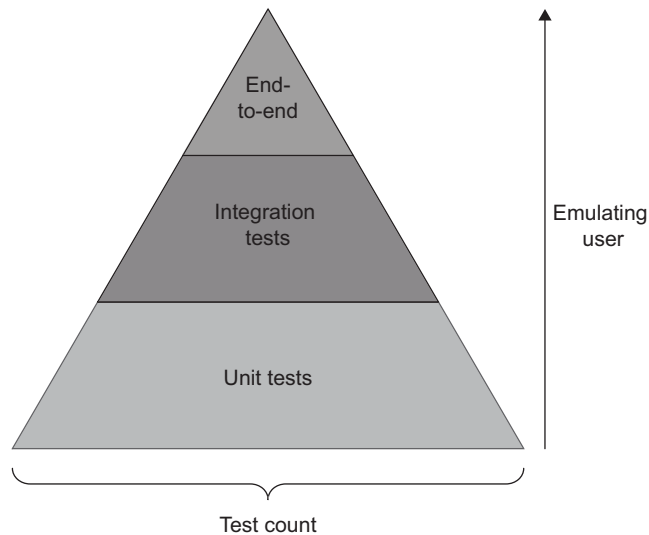 End-
to-end
Integration
tests
Emulating
user
Unit tests
Test count